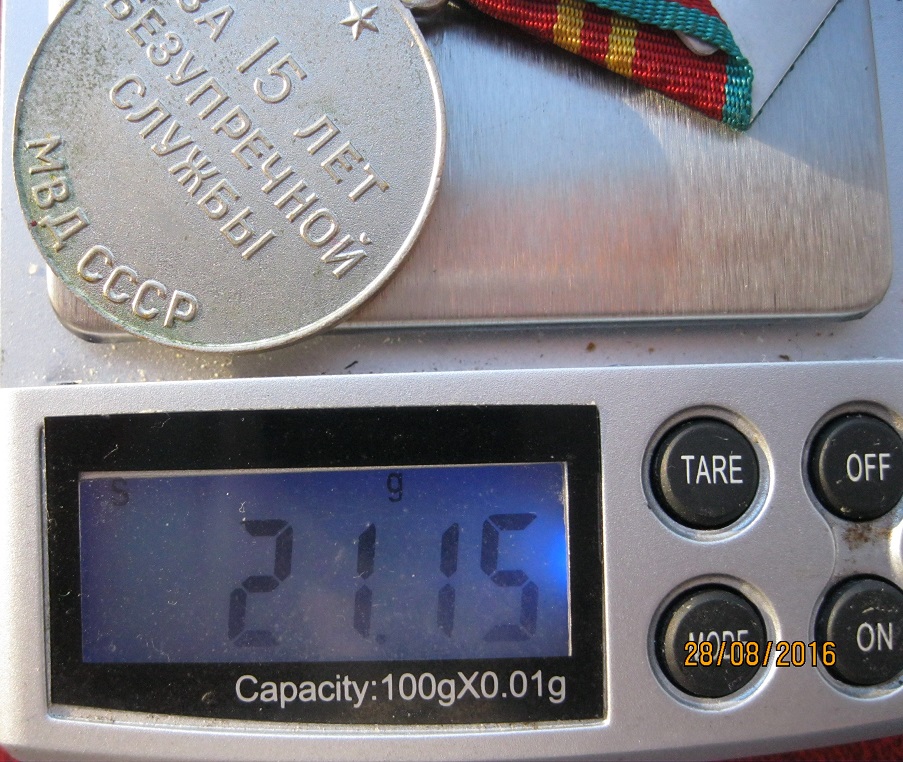 ЗА 15 ЛЕТ
БЕЗУПРЕЧНОЙ
СЛУЖБЫ
МВД СССР
S g
21.15
Capacity:100gX0.01g
TARE
OFF
MODE
ON
28/08/2016